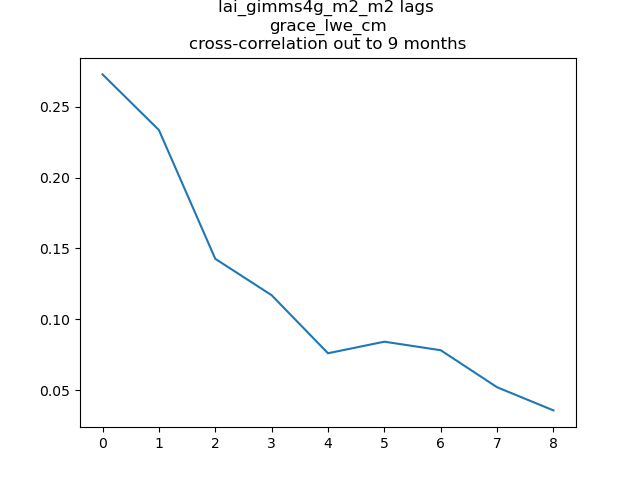 lai_gimms4g_m2_m2 lags
grace_lwe_cm
cross-correlation out to 9 months
0.25
0.20
0.15
0.10
0.05
0 1 2 3 4 5 6 7 8